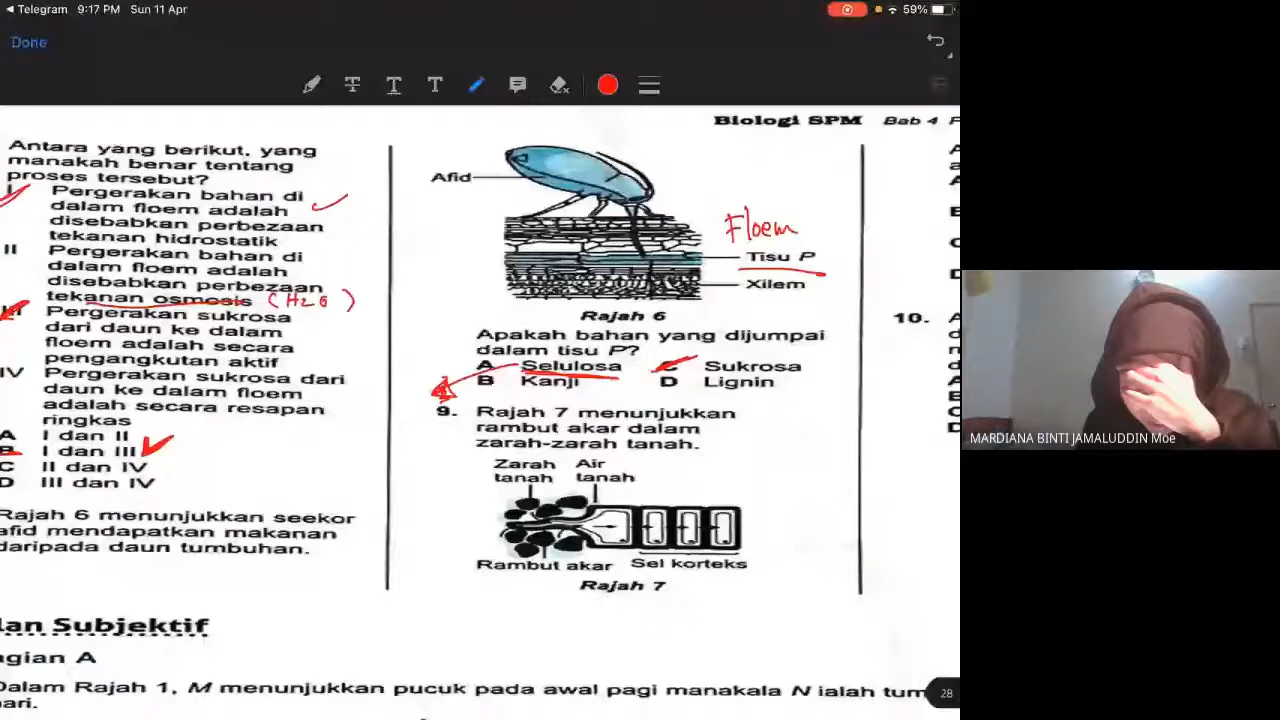 Telegram 9:17 PM Sun 11 Apr
59%
Done
Biologi SPM Bab 4
Antara yang berikut, yang
manakah benar tentang
proses tersebut?
I Pergerakan bahan di
dalam floem adalah
disebabkan perbezaan
tekanan hidrostatik
II Pergerakan bahan di
dalam floem adalah
disebabkan perbezaan
tekanan osmosis (H2O)
III Pergerakan sukrosa
dari daun ke dalam
floem adalah secara
pengangkutan aktif
IV Pergerakan sukrosa dari
daun ke dalam floem
adalah secara resapan
ringkas
A I dan II
B I dan III
C II dan IV
D III dan IV
Rajah 6 menunjukkan seekor
afid mendapatkan makanan
daripada daun tumbuhan.
Afid
Floem
Tisu P
Xilem
Rajah 6
Apakah bahan yang dijumpai
dalam tisu P?
A Selulosa C Sukrosa
B Kanji D Lignin
9. Rajah 7 menunjukkan
rambut akar dalam
zarah-zarah tanah.
Zarah Air
tanah tanah
Rambut akar Sel korteks
Rajah 7
10.
lan Subjektif
gian A
Dalam Rajah 1, M menunjukkan pucuk pada awal pagi manakala N ialah tum
ari.
28
MARDIANA BINTI JAMALUDDIN Moe